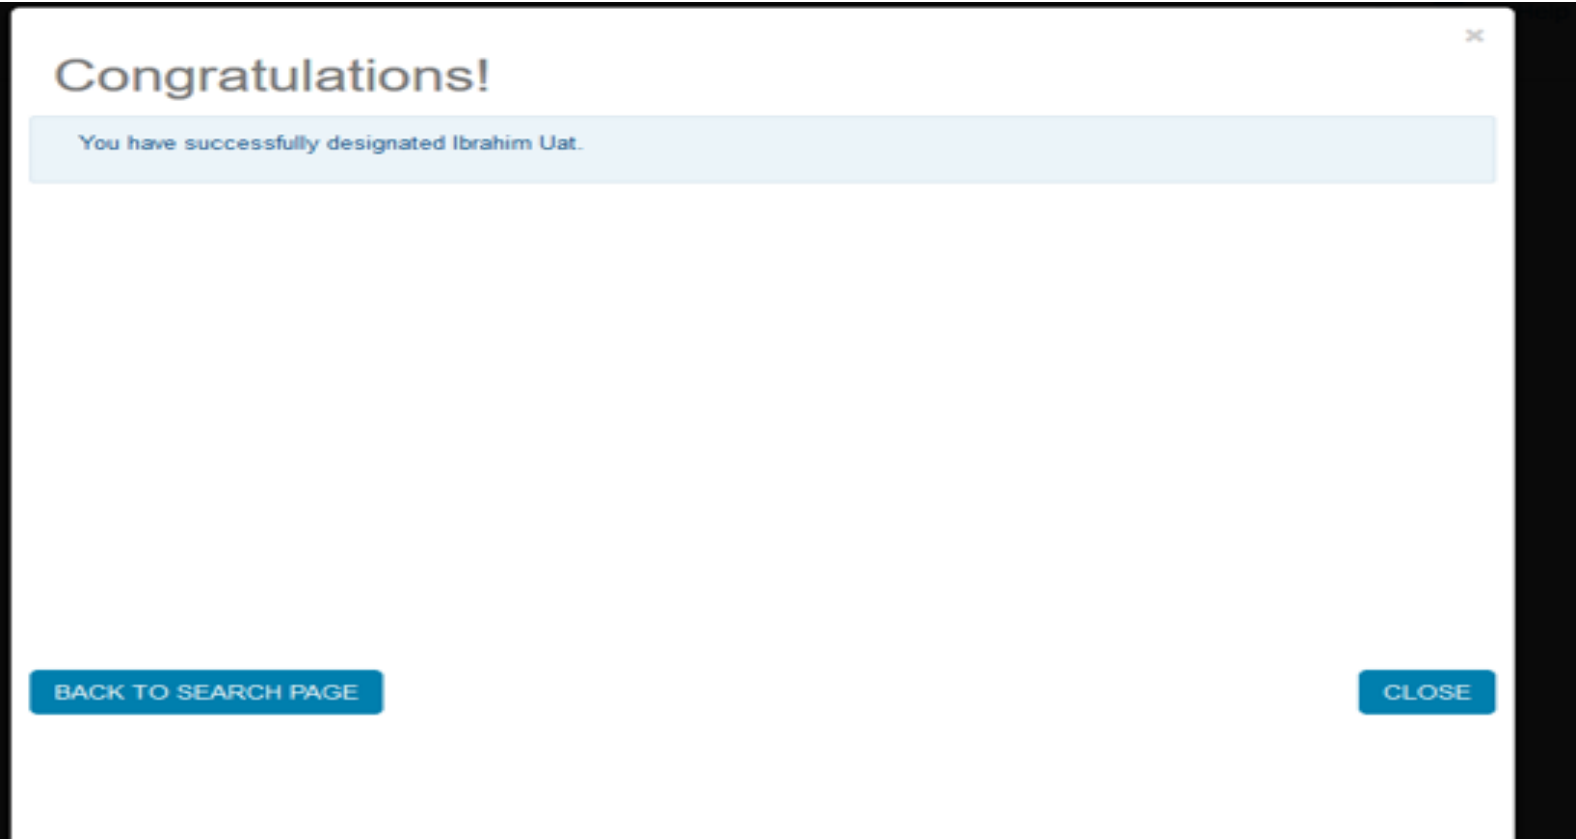 ×
Congratulations!
You have successfully designated Ibrahim Uat.
BACK TO SEARCH PAGE
CLOSE